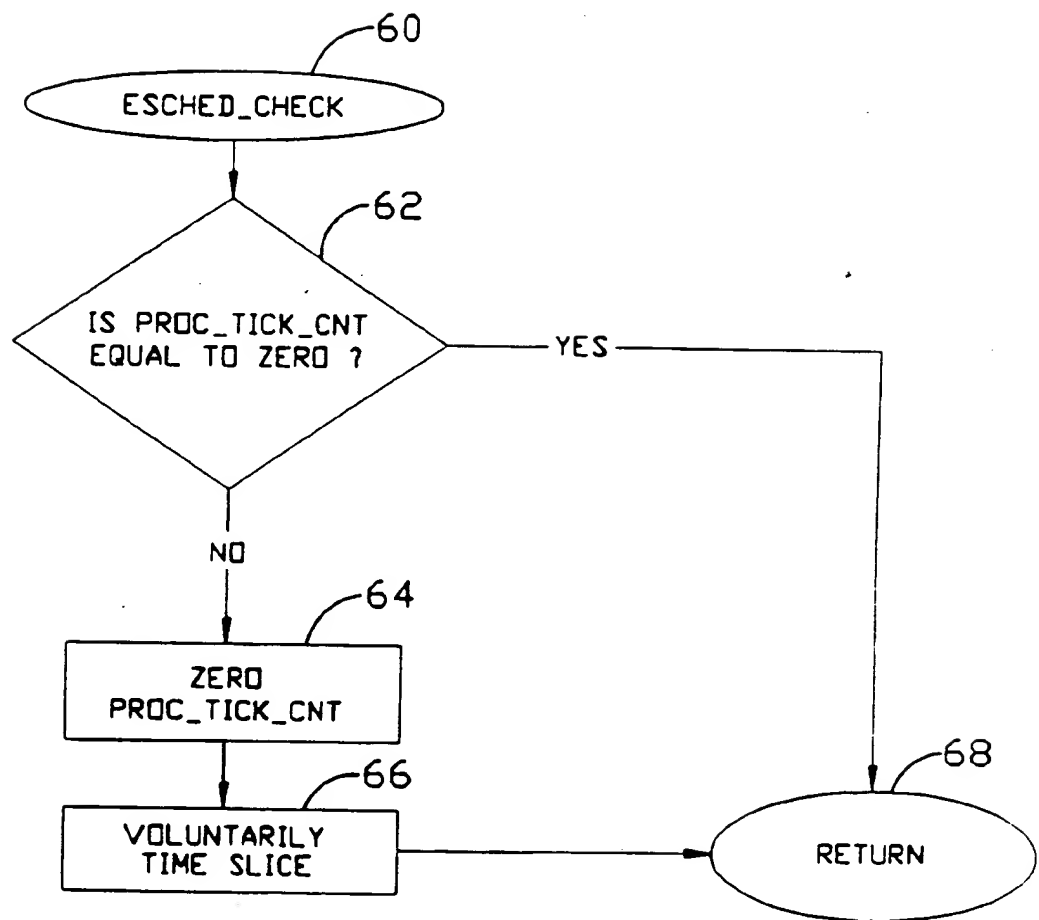 60
ESCHED_CHECK
62
IS PROC_TICK_CNT
EQUAL TO ZERO ?
YES
NO
64
ZERO
PROC_TICK_CNT
66
VOLUNTARILY
TIME SLICE
68
RETURN